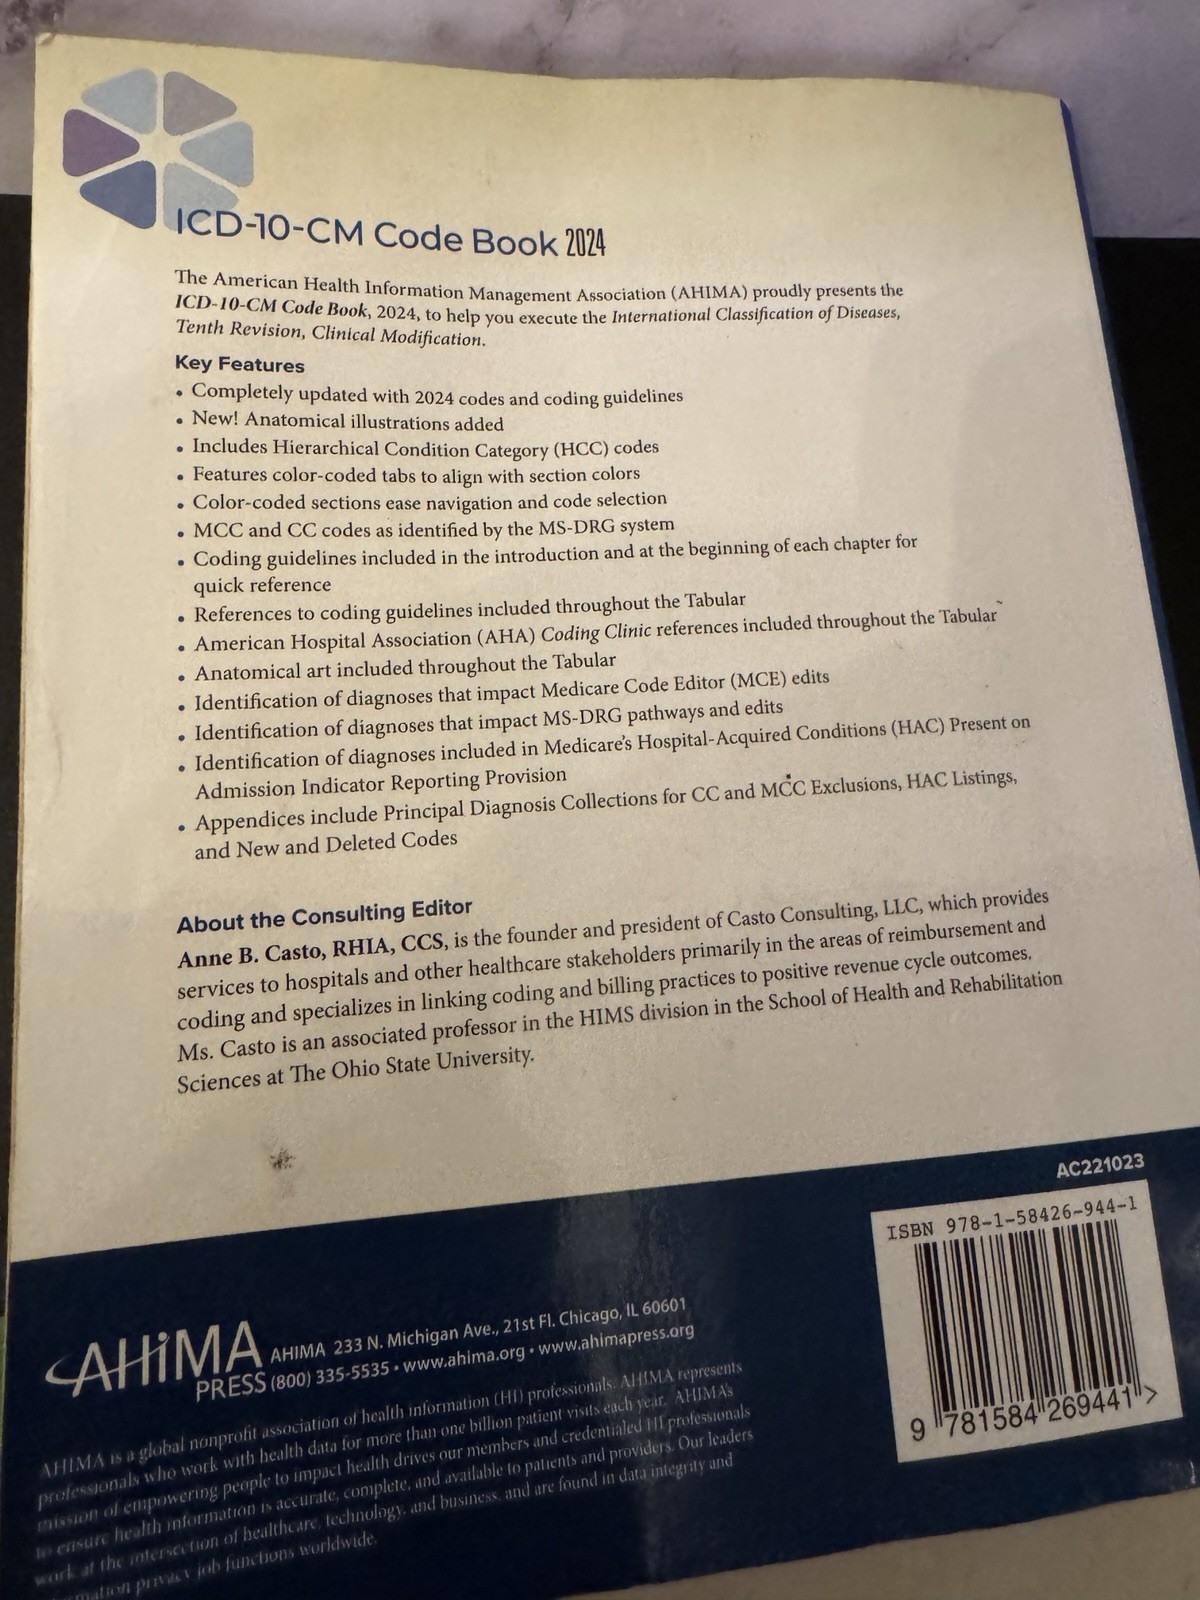 ICD-10-CM Code Book 2024
The American Health Information Management Association (AHIMA) proudly presents the
ICD-10-CM Code Book, 2024, to help you execute the International Classification of Diseases,
Tenth Revision, Clinical Modification.
Key Features
• Completely updated with 2024 codes and coding guidelines
• New! Anatomical illustrations added
• Includes Hierarchical Condition Category (HCC) codes
• Features color-coded tabs to align with section colors
• Color-coded sections ease navigation and code selection
• MCC and CC codes as identified by the MS-DRG system
• Coding guidelines included in the introduction and at the beginning of each chapter for
quick reference
• References to coding guidelines included throughout the Tabular
• American Hospital Association (AHA) Coding Clinic references included throughout the Tabular
• Anatomical art included throughout the Tabular
• Identification of diagnoses that impact Medicare Code Editor (MCE) edits
• Identification of diagnoses that impact MS-DRG pathways and edits
• Identification of diagnoses included in Medicare's Hospital-Acquired Conditions (HAC) Present on
Admission Indicator Reporting Provision
• Appendices include Principal Diagnosis Collections for CC and MCC Exclusions, HAC Listings,
and New and Deleted Codes
About the Consulting Editor
Anne B. Casto, RHIA, CCS, is the founder and president of Casto Consulting, LLC, which provides
services to hospitals and other healthcare stakeholders primarily in the areas of reimbursement and
coding and specializes in linking coding and billing practices to positive revenue cycle outcomes.
Ms. Casto is an associated professor in the HIMS division in the School of Health and Rehabilitation
Sciences at The Ohio State University.
AC221023
ISBN 978-1-58426-944-1
9 781584 269441 >
AHiMA
PRESS
AHIMA 233 N. Michigan Ave., 21st Fl. Chicago, IL 60601
(800) 335-5535 • www.ahima.org • www.ahimapress.org
AHIMA is a global nonprofit association of health information (HI) professionals. AHIMA represents
professionals who work with health data for more than one billion patient visits each year. AHIMA's
mission of empowering people to impact health drives our members and credentialed HI professionals
to ensure health information is accurate, complete, and available to patients and providers. Our leaders
work at the intersection of healthcare, technology, and business, and are found in data integrity and
privacy job functions worldwide.